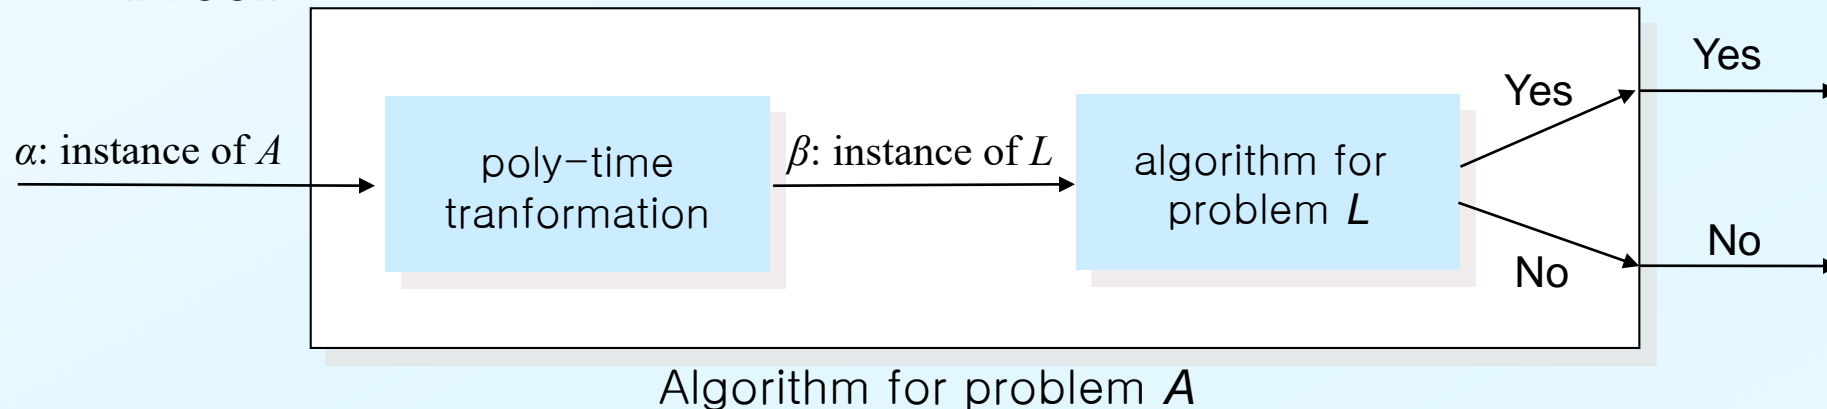 Yes
Yes
α: instance of A
poly-time
tranformation
β: instance of L
algorithm for
problem L
No
No
Algorithm for problem A